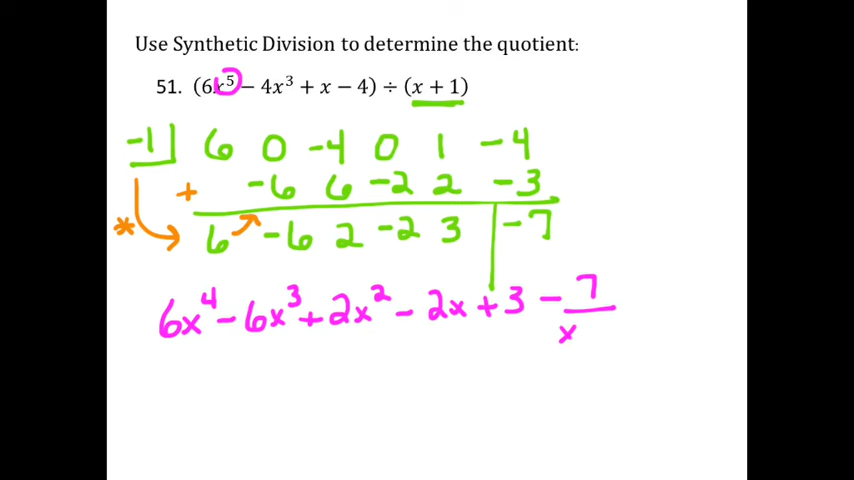 Use Synthetic Division to determine the quotient:
51. (6x⁵ − 4x³ + x − 4) ÷ (x + 1)
-1 6 0 -4 0 1 -4
+ -6 6 -2 2 -3
* 6 -6 2 -2 3 -7
6x⁴ - 6x³ + 2x² - 2x + 3 - 7/x